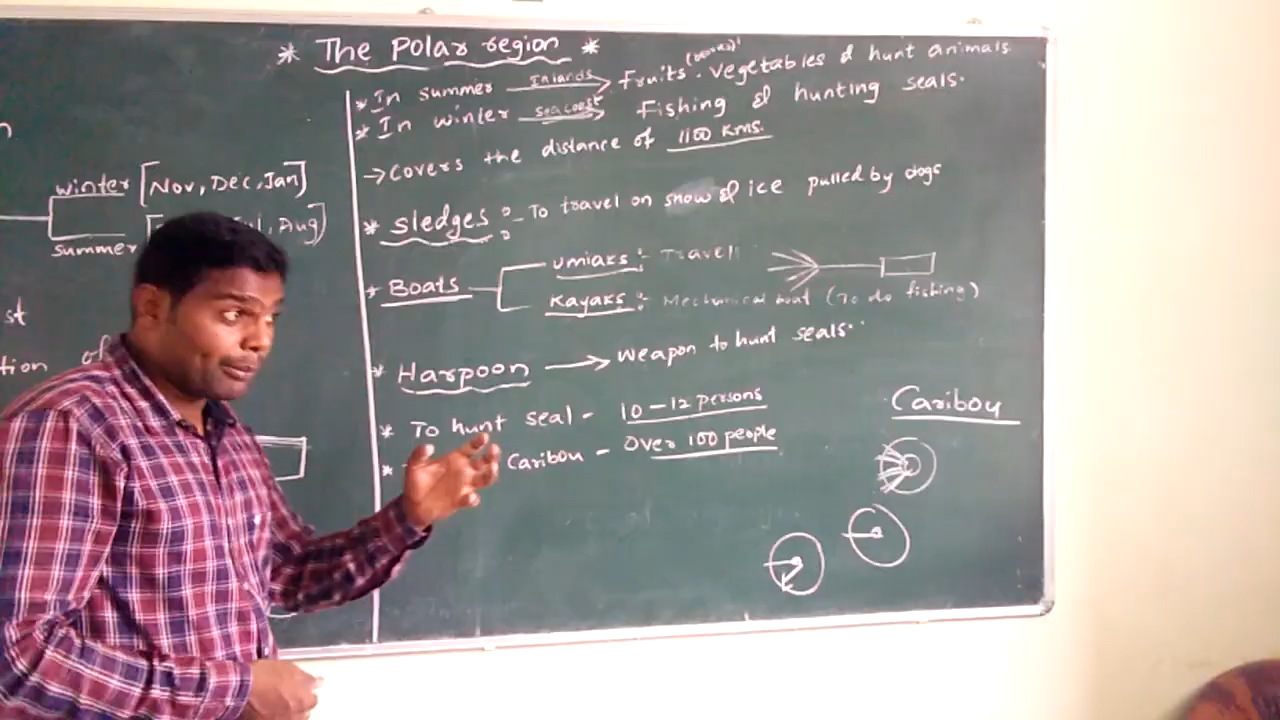 * The Polar region *
* In summer Inlands fruits. Vegetables & hunt animals
* In winter seacoast Fishing & hunting seals.
→ Covers the distance of 1100 kms.
* Sledges :- To travel on snow & ice pulled by dogs
* Boats
Umiaks :- Travel
Kayaks :- Mechanical boat (To do fishing)
* Harpoon → Weapon to hunt seals.
* To hunt seal - 10-12 persons
* Caribou - Over 100 people
Caribou
n
winter [Nov, Dec, Jan]
summer [ Aug]
st
tion of